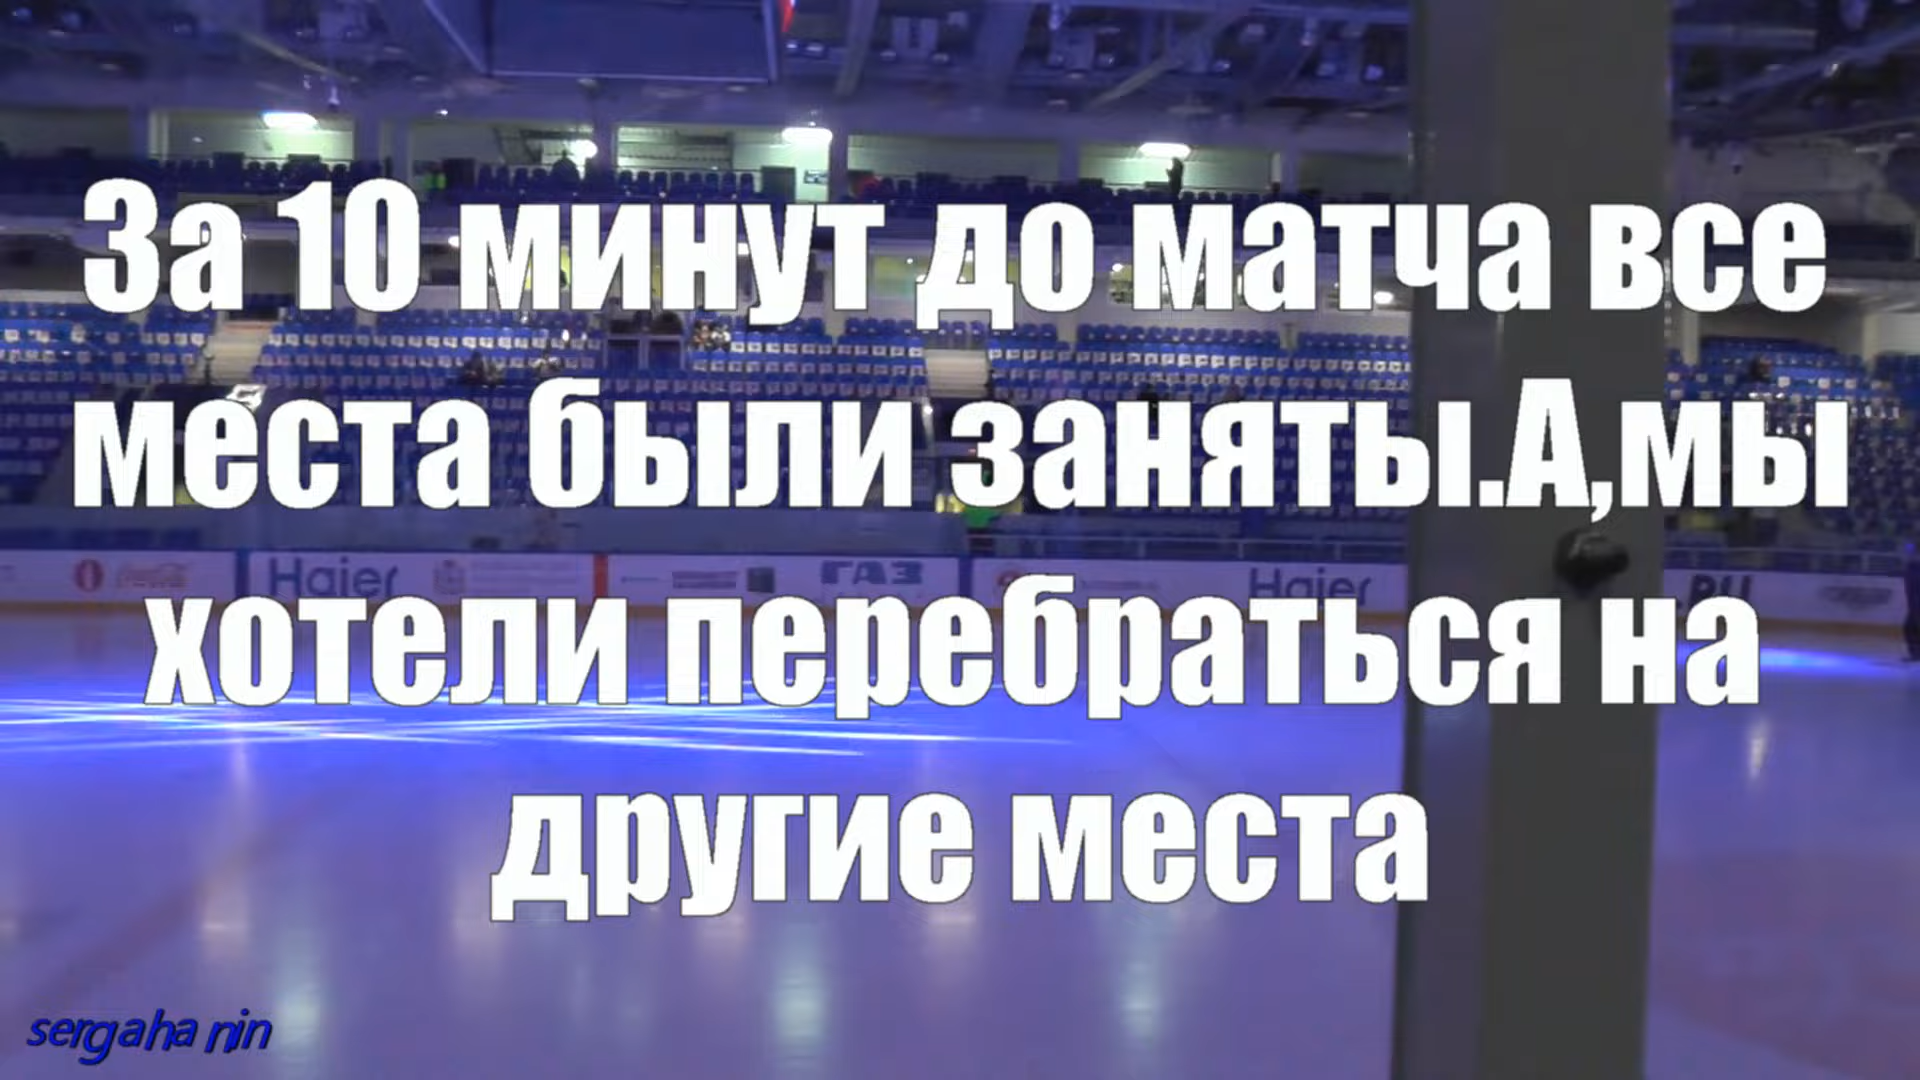 За 10 минут до матча все
места были заняты.А,мы
Haier
ГАЗ
Haier
.RU
хотели перебраться на
другие места
sergaha nin